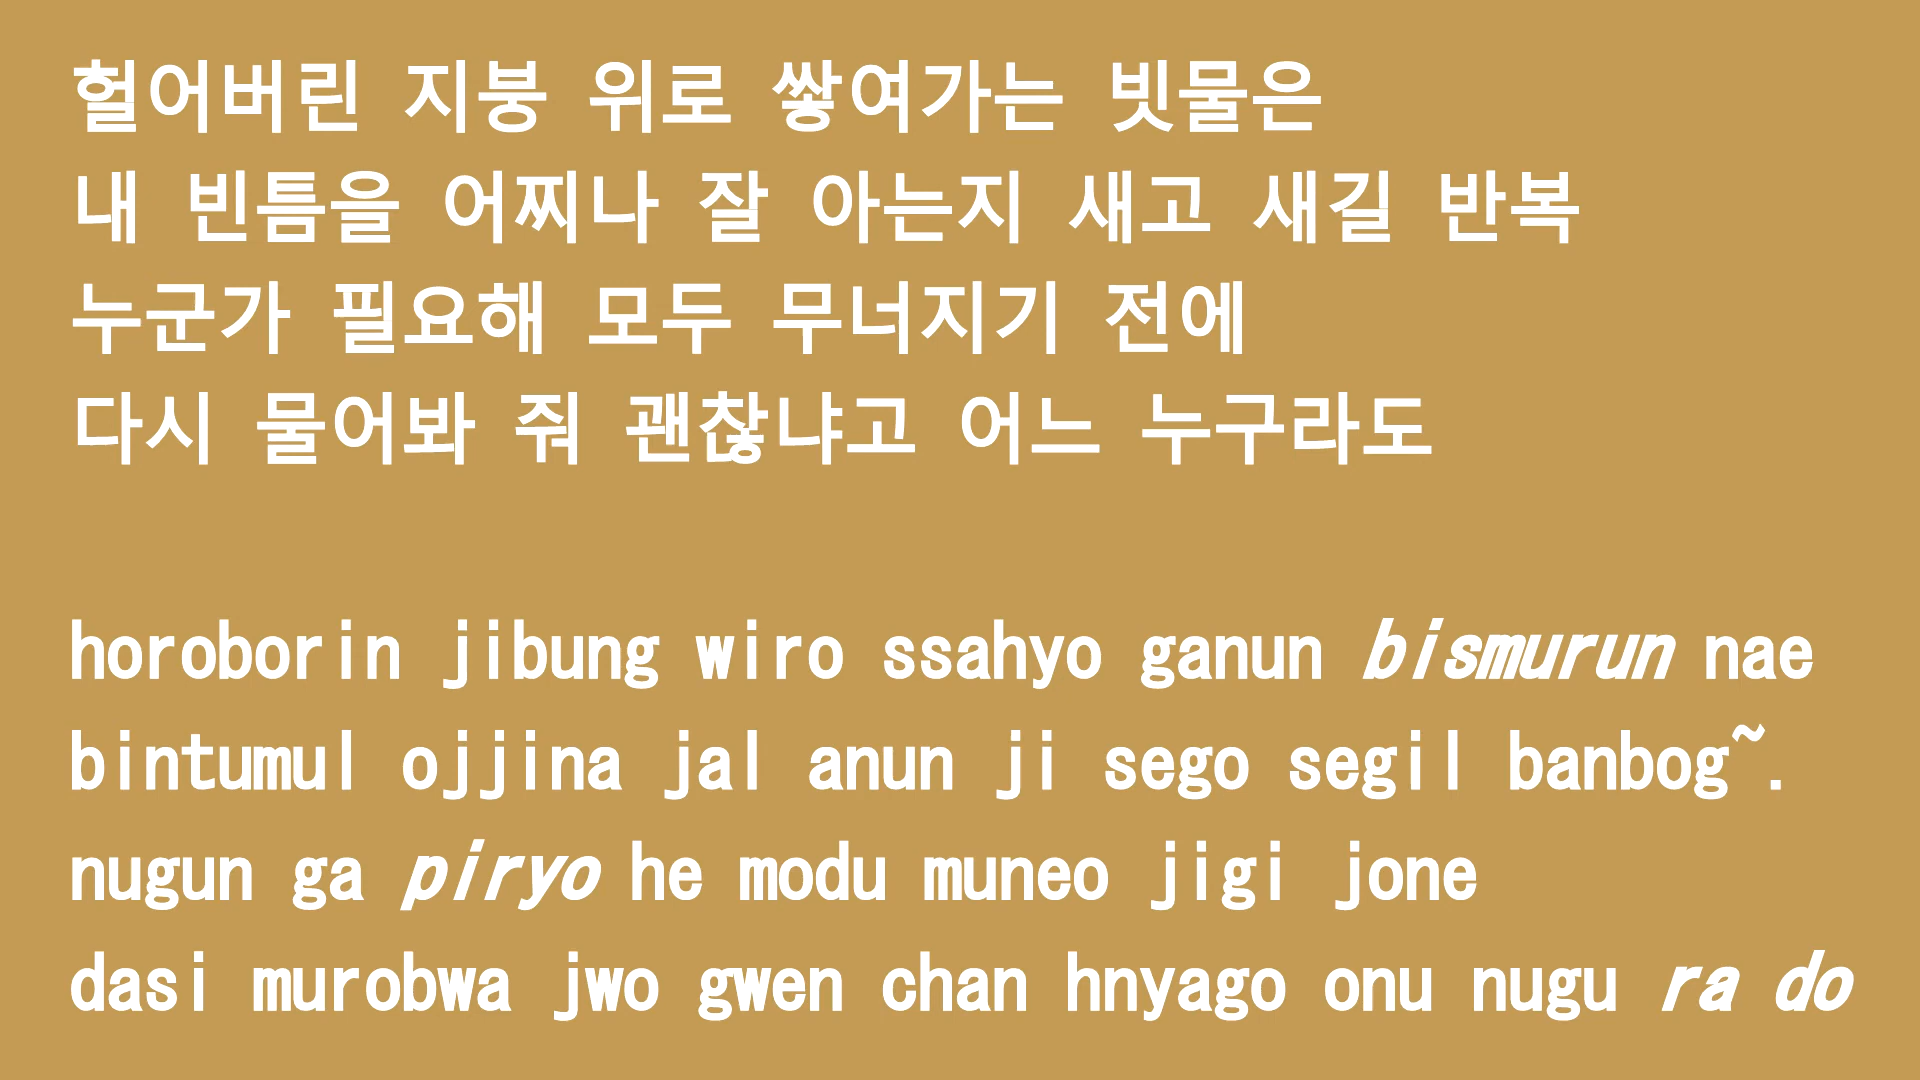 헐어버린 지붕 위로 쌓여가는 빗물은
내 빈틈을 어찌나 잘 아는지 새고 새길 반복
누군가 필요해 모두 무너지기 전에
다시 물어봐 줘 괜찮냐고 어느 누구라도
horoborin jibung wiro ssahyo ganun bismurun nae
bintumul ojjina jal anun ji sego segil banbog~.
nugun ga piryo he modu muneo jigi jone
dasi murobwa jwo gwen chan hnyago onu nugu ra do